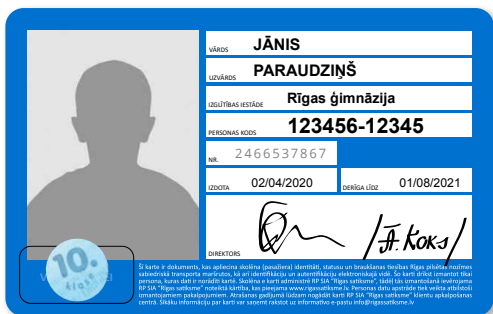 VĀRDS JĀNIS
UZVĀRDS PARAUDZIŅŠ
IZGLĪTĪBAS IESTĀDE Rīgas ģimnāzija
PERSONAS KODS 123456-12345
NR. 2466537867
IZDOTA 02/04/2020 DERĪGA LĪDZ 01/08/2021
DIREKTORS /Ā. Koks/
10.
klase
Šī karte ir dokuments, kas apliecina skolēna (pasažiera) identitāti, statusu un braukšanas tiesības Rīgas pilsētas nozīmes
sabiedriskā transporta maršrutos, kā arī identifikāciju un autentifikāciju elektroniskajā vidē. Šo karti drīkst izmantot tikai
persona, kuras dati ir norādīti kartē. Skolēna e karti administrē RP SIA "Rīgas satiksme", tādēļ tās izmantošanā ievērojama
RP SIA "Rīgas satiksme" noteiktā kārtība, kas pieejama www.rigassatiksme.lv. Personas datu apstrāde tiek veikta atbilstoši
izmantojamiem pakalpojumiem. Atrašanas gadījumā lūdzam nogādāt karti RP SIA "Rīgas satiksme" klientu apkalpošanas
centrā. Sīkāku informāciju par karti var saņemt rakstot uz informatīvo e-pastu info@rigassatiksme.lv